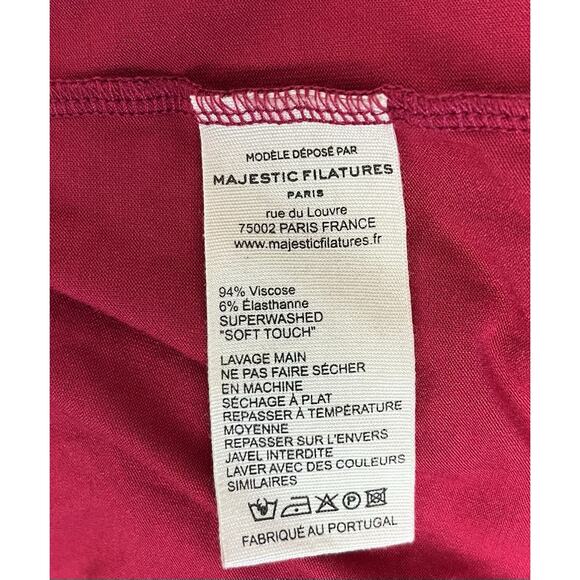 MODÈLE DÉPOSÉ PAR
MAJESTIC FILATURES
PARIS
rue du Louvre
75002 PARIS FRANCE
www.majesticfilatures.fr
94% Viscose
6% Élasthanne
SUPERWASHED
"SOFT TOUCH"
LAVAGE MAIN
NE PAS FAIRE SÉCHER
EN MACHINE
SÉCHAGE À PLAT
REPASSER À TEMPÉRATURE
MOYENNE
REPASSER SUR L'ENVERS
JAVEL INTERDITE
LAVER AVEC DES COULEURS
SIMILAIRES
P
FABRIQUÉ AU PORTUGAL